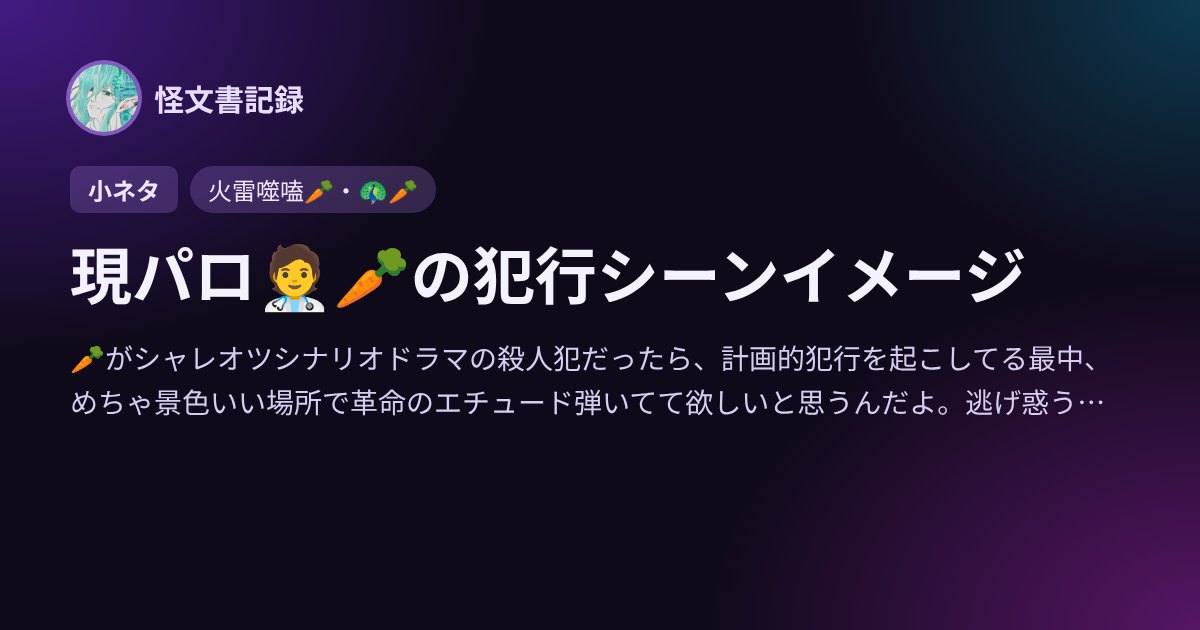 怪文書記録
小ネタ
火雷噬嗑🥕・🦚🥕
現パロ🧑‍⚕️🥕の犯行シーンイメージ
🥕がシャレオツシナリオドラマの殺人犯だったら、計画的犯行を起こしてる最中、
めちゃ景色いい場所で革命のエチュード弾いてて欲しいと思うんだよ。逃げ惑う…